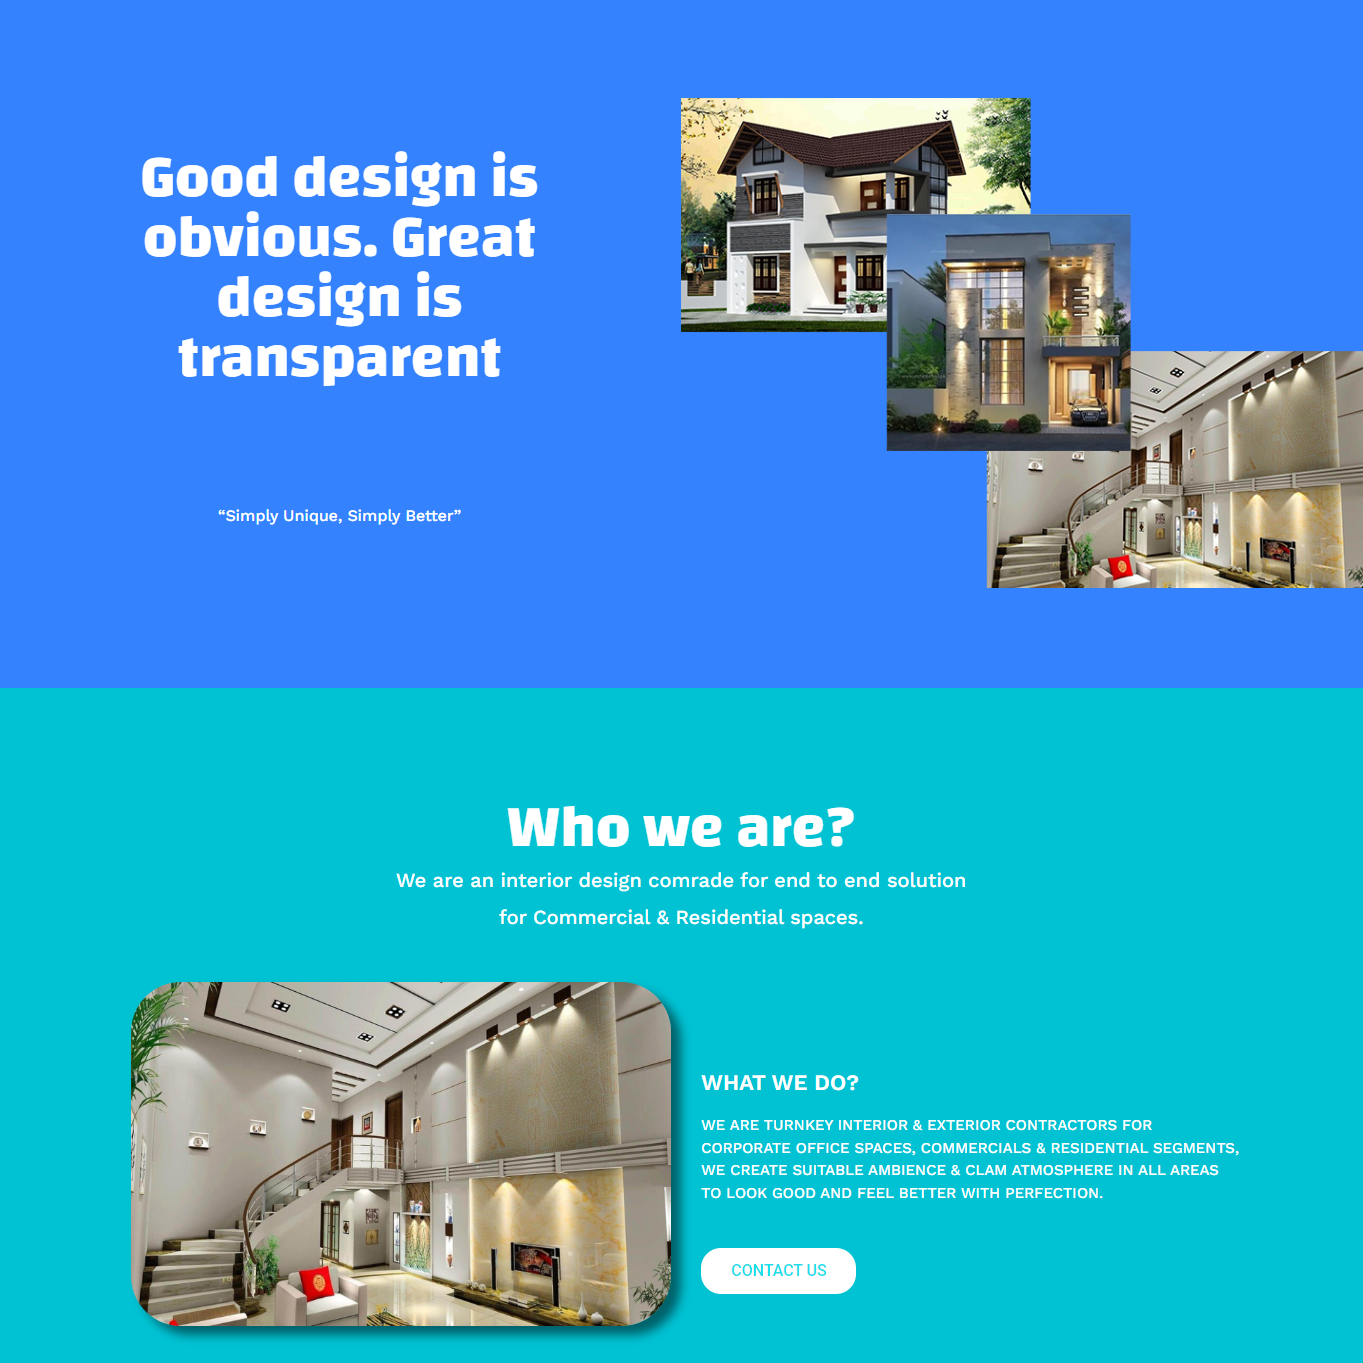 Good design is
obvious. Great
design is
transparent
“Simply Unique, Simply Better”
Who we are?
We are an interior design comrade for end to end solution
for Commercial & Residential spaces.
WHAT WE DO?
WE ARE TURNKEY INTERIOR & EXTERIOR CONTRACTORS FOR
CORPORATE OFFICE SPACES, COMMERCIALS & RESIDENTIAL SEGMENTS,
WE CREATE SUITABLE AMBIENCE & CLAM ATMOSPHERE IN ALL AREAS
TO LOOK GOOD AND FEEL BETTER WITH PERFECTION.
CONTACT US